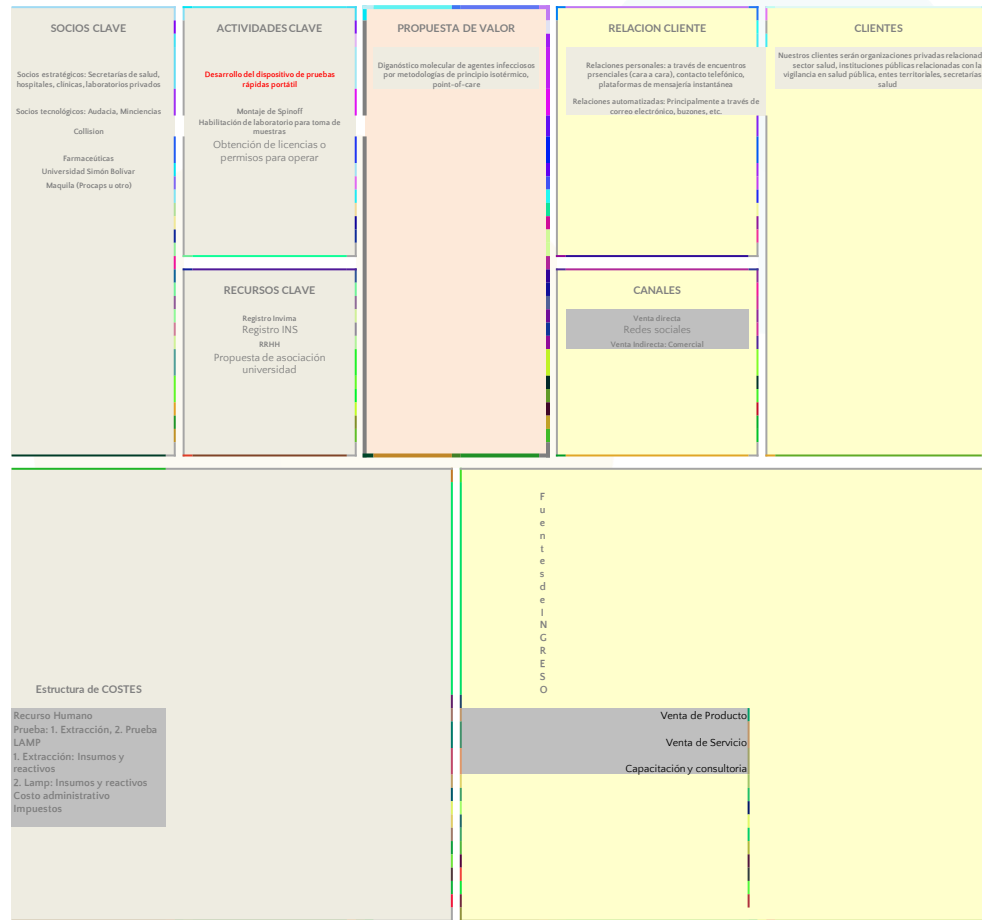 SOCIOS CLAVE
Socios estratégicos: Secretarías de salud,
hospitales, clínicas, laboratorios privados
Socios tecnológicos: Audacia, Minciencias
Collision
Farmaceúticas
Universidad Simón Bolívar
Maquila (Procaps u otro)
ACTIVIDADES CLAVE
Desarrollo del dispositivo de pruebas
rápidas portátil
Montaje de Spinoff
Habilitación de laboratorio para toma de
muestras
Obtención de licencias o
permisos para operar
RECURSOS CLAVE
Registro Invima
Registro INS
RRHH
Propuesta de asociación
universidad
PROPUESTA DE VALOR
Diganóstico molecular de agentes infecciosos
por metodologías de principio isotérmico,
point-of-care
RELACION CLIENTE
Relaciones personales: a través de encuentros
prsenciales (cara a cara), contacto telefónico,
plataformas de mensajería instantánea
Relaciones automatizadas: Principalmente a través de
correo electrónico, buzones, etc.
CANALES
Venta directa
Redes sociales
Venta Indirecta: Comercial
CLIENTES
Nuestros clientes serán organizaciones privadas relacionad
sector salud, instituciones públicas relacionadas con la
vigilancia en salud pública, entes territoriales, secretarias
salud
Estructura de COSTES
Recurso Humano
Prueba: 1. Extracción, 2. Prueba
LAMP
1. Extracción: Insumos y
reactivos
2. Lamp: Insumos y reactivos
Costo administrativo
Impuestos
F
u
e
n
t
e
s
d
e
I
N
G
R
E
S
O
Venta de Producto
Venta de Servicio
Capacitación y consultoria